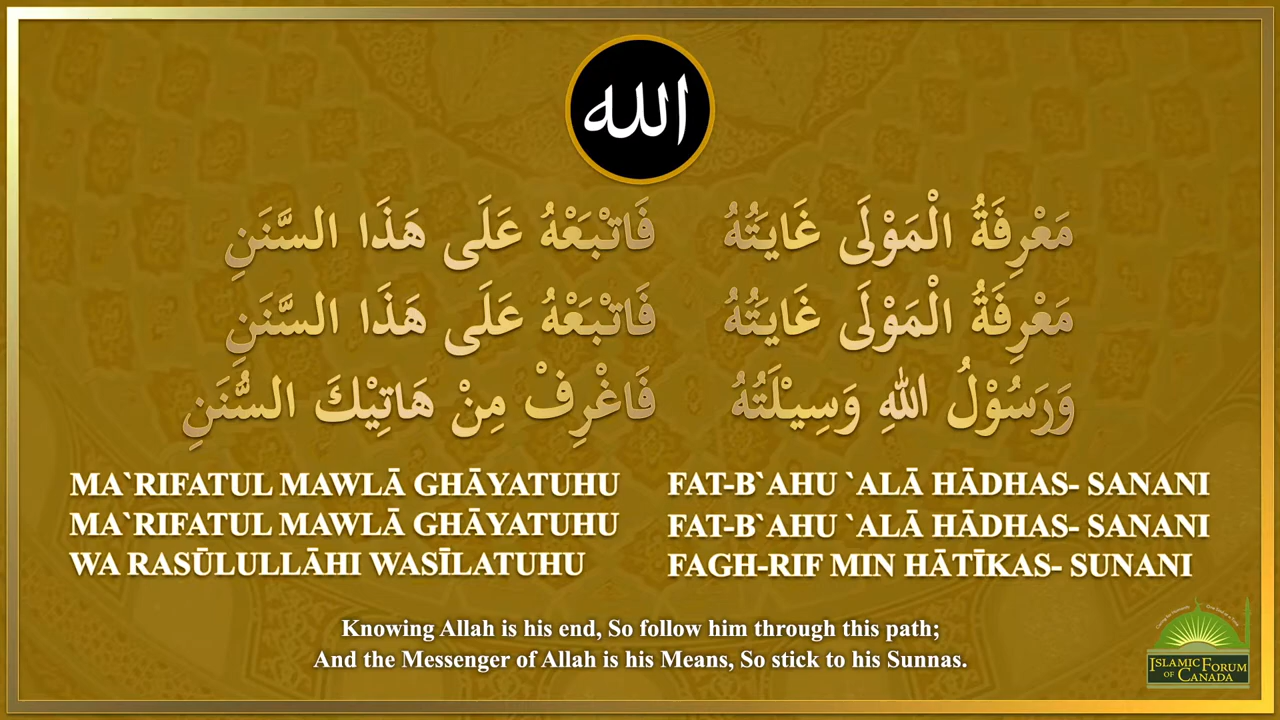 الله
مَعْرِفَةُ الْمَوْلَى غَايَتُهُ فَاتْبَعْهُ عَلَى هَذَا السَّنَنِ
مَعْرِفَةُ الْمَوْلَى غَايَتُهُ فَاتْبَعْهُ عَلَى هَذَا السَّنَنِ
وَرَسُوْلُ اللهِ وَسِيْلَتُهُ فَاغْرِفْ مِنْ هَاتِيْكَ السُّنَنِ
MA`RIFATUL MAWLĀ GHĀYATUHU FAT-B`AHU `ALĀ HĀDHAS- SANANI
MA`RIFATUL MAWLĀ GHĀYATUHU FAT-B`AHU `ALĀ HĀDHAS- SANANI
WA RASŪLULLĀHI WASĪLATUHU FAGH-RIF MIN HĀTĪKAS- SUNANI
Knowing Allah is his end, So follow him through this path;
And the Messenger of Allah is his Means, So stick to his Sunnas.
ISLAMIC FORUM
OF CANADA